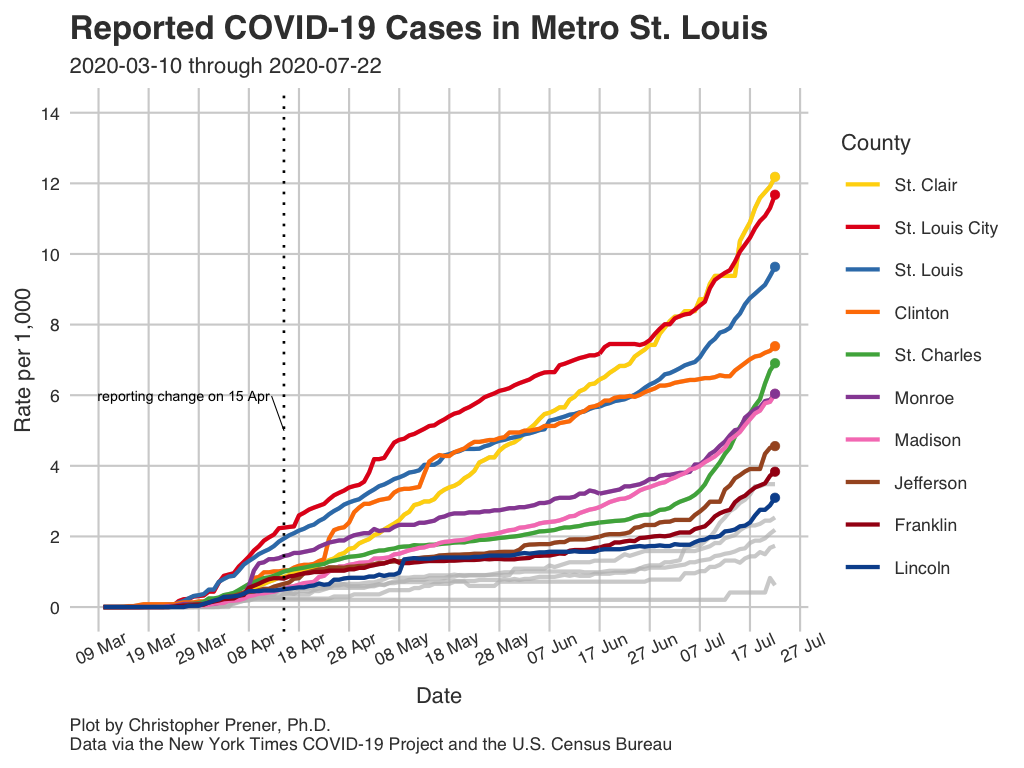 Reported COVID-19 Cases in Metro St. Louis
2020-03-10 through 2020-07-22
14
12
10
8
6
4
2
0
Rate per 1,000
reporting change on 15 Apr
09 Mar
19 Mar
29 Mar
08 Apr
18 Apr
28 Apr
08 May
18 May
28 May
07 Jun
17 Jun
27 Jun
07 Jul
17 Jul
27 Jul
Date
County
St. Clair
St. Louis City
St. Louis
Clinton
St. Charles
Monroe
Madison
Jefferson
Franklin
Lincoln
Plot by Christopher Prener, Ph.D.
Data via the New York Times COVID-19 Project and the U.S. Census Bureau